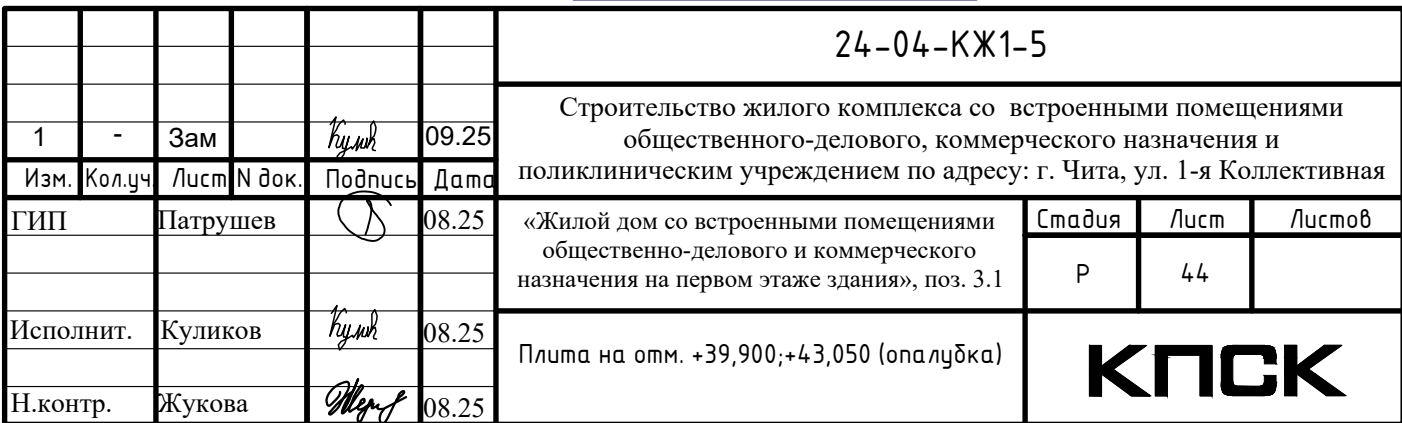 24-04-КЖ1-5
Строительство жилого комплекса со встроенными помещениями
общественного-делового, коммерческого назначения и
поликлиническим учреждением по адресу: г. Чита, ул. 1-я Коллективная
1 - Зам 09.25
Изм. Кол.уч. Лист N док. Подпись Дата
ГИП Патрушев 08.25
«Жилой дом со встроенными помещениями
общественно-делового и коммерческого
назначения на первом этаже здания», поз. 3.1
Стадия Лист Листов
Р 44
Исполнит. Куликов 08.25
Н.контр. Жукова 08.25
Плита на отм. +39,900;+43,050 (опалубка)
КПСК